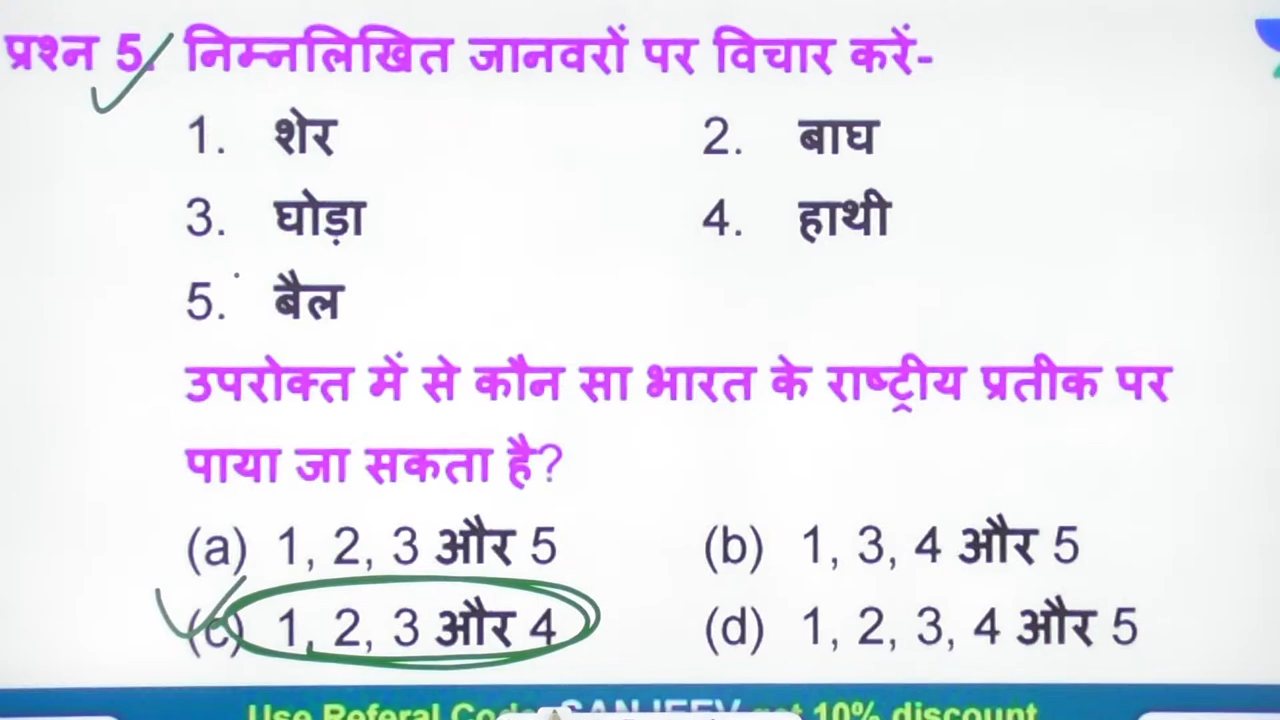 प्रश्न 5. निम्नलिखित जानवरों पर विचार करें-
1. शेर 2. बाघ
3. घोड़ा 4. हाथी
5. बैल
उपरोक्त में से कौन सा भारत के राष्ट्रीय प्रतीक पर
पाया जा सकता है?
(a) 1, 2, 3 और 5 (b) 1, 3, 4 और 5
(c) 1, 2, 3 और 4 (d) 1, 2, 3, 4 और 5
Use Referal Code SANJEEV get 10% discount